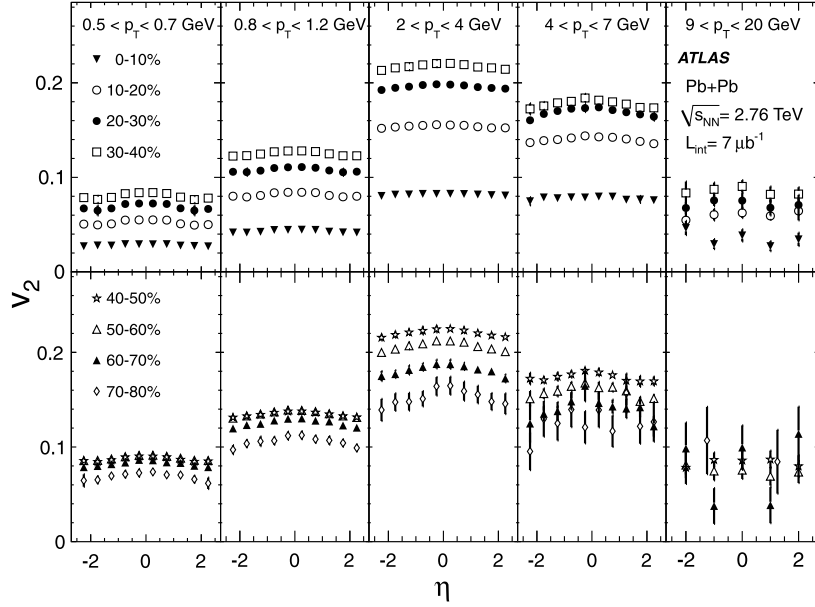 0.5 < p_T < 0.7 GeV
0.8 < p_T < 1.2 GeV
2 < p_T < 4 GeV
4 < p_T < 7 GeV
9 < p_T < 20 GeV
0-10%
10-20%
20-30%
30-40%
ATLAS
Pb+Pb
√s_NN = 2.76 TeV
L_int = 7 μb⁻¹
0.2
0.1
0
v₂
40-50%
50-60%
60-70%
70-80%
0.2
0.1
0
-2 0 2 -2 0 2 -2 0 2 -2 0 2 -2 0 2
η